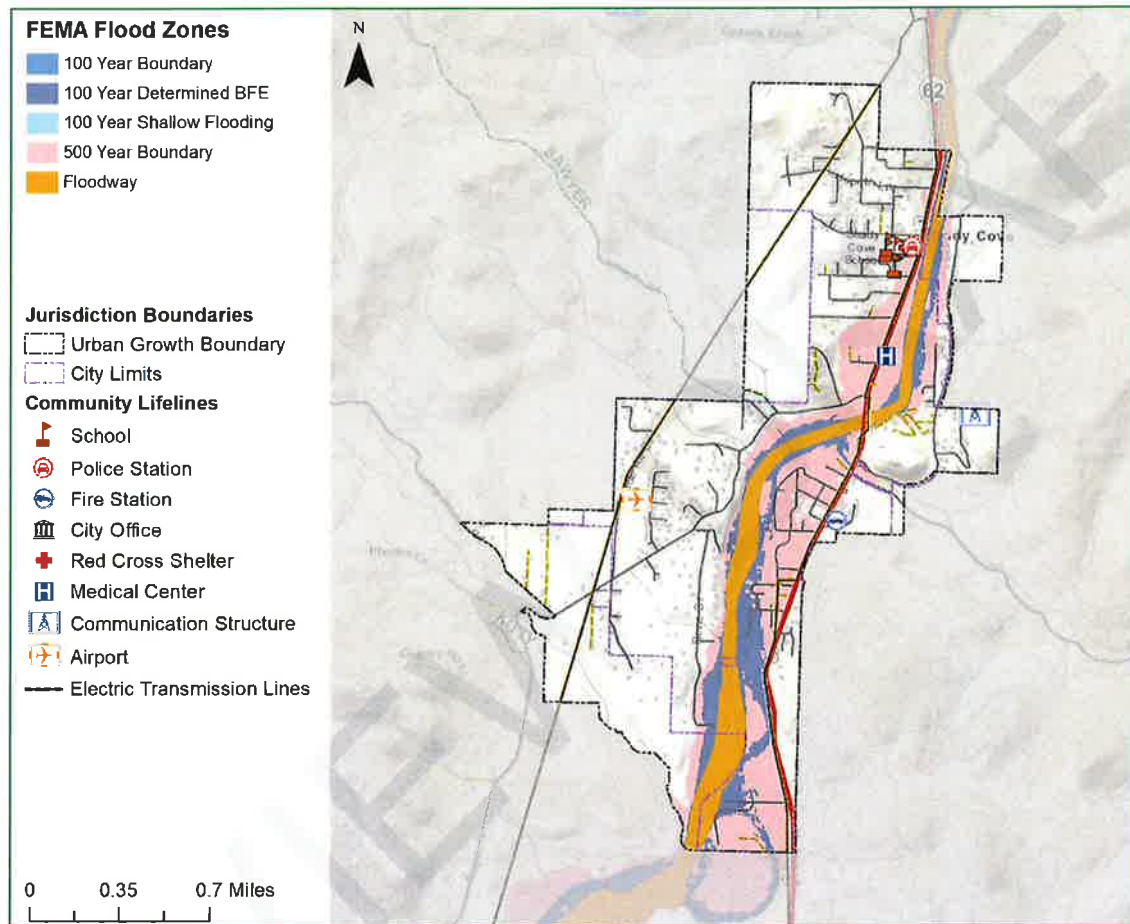 FEMA Flood Zones
100 Year Boundary
100 Year Determined BFE
100 Year Shallow Flooding
500 Year Boundary
Floodway
Jurisdiction Boundaries
Urban Growth Boundary
City Limits
Community Lifelines
School
Police Station
Fire Station
City Office
Red Cross Shelter
H Medical Center
Communication Structure
Airport
Electric Transmission Lines
0 0.35 0.7 Miles
N
62
SAWYER
Cove
H